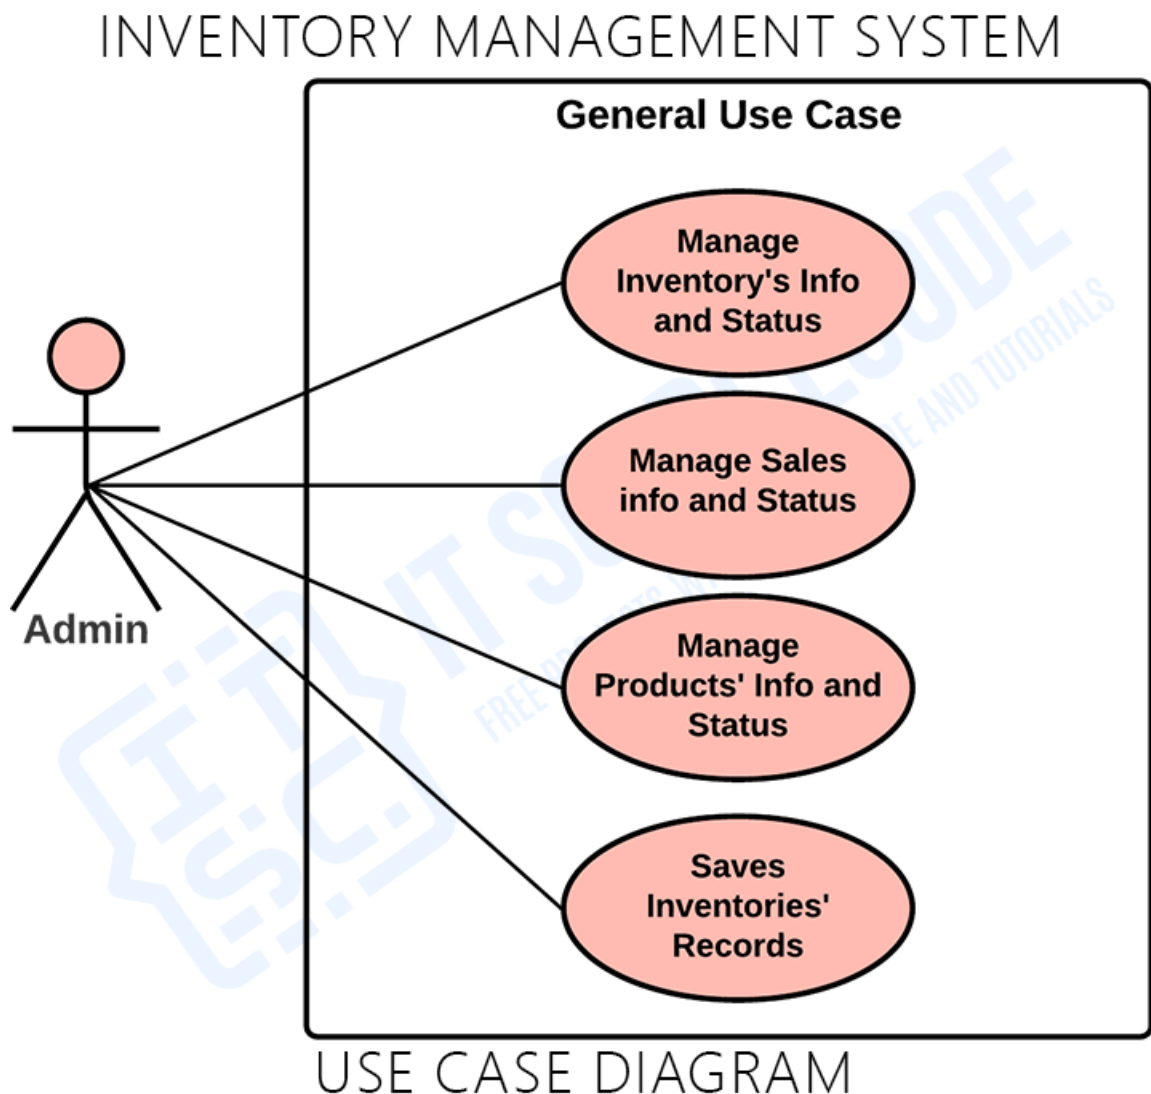 INVENTORY MANAGEMENT SYSTEM
General Use Case
Manage
Inventory's Info
and Status
Manage Sales
info and Status
Admin
Manage
Products' Info and
Status
Saves
Inventories'
Records
USE CASE DIAGRAM